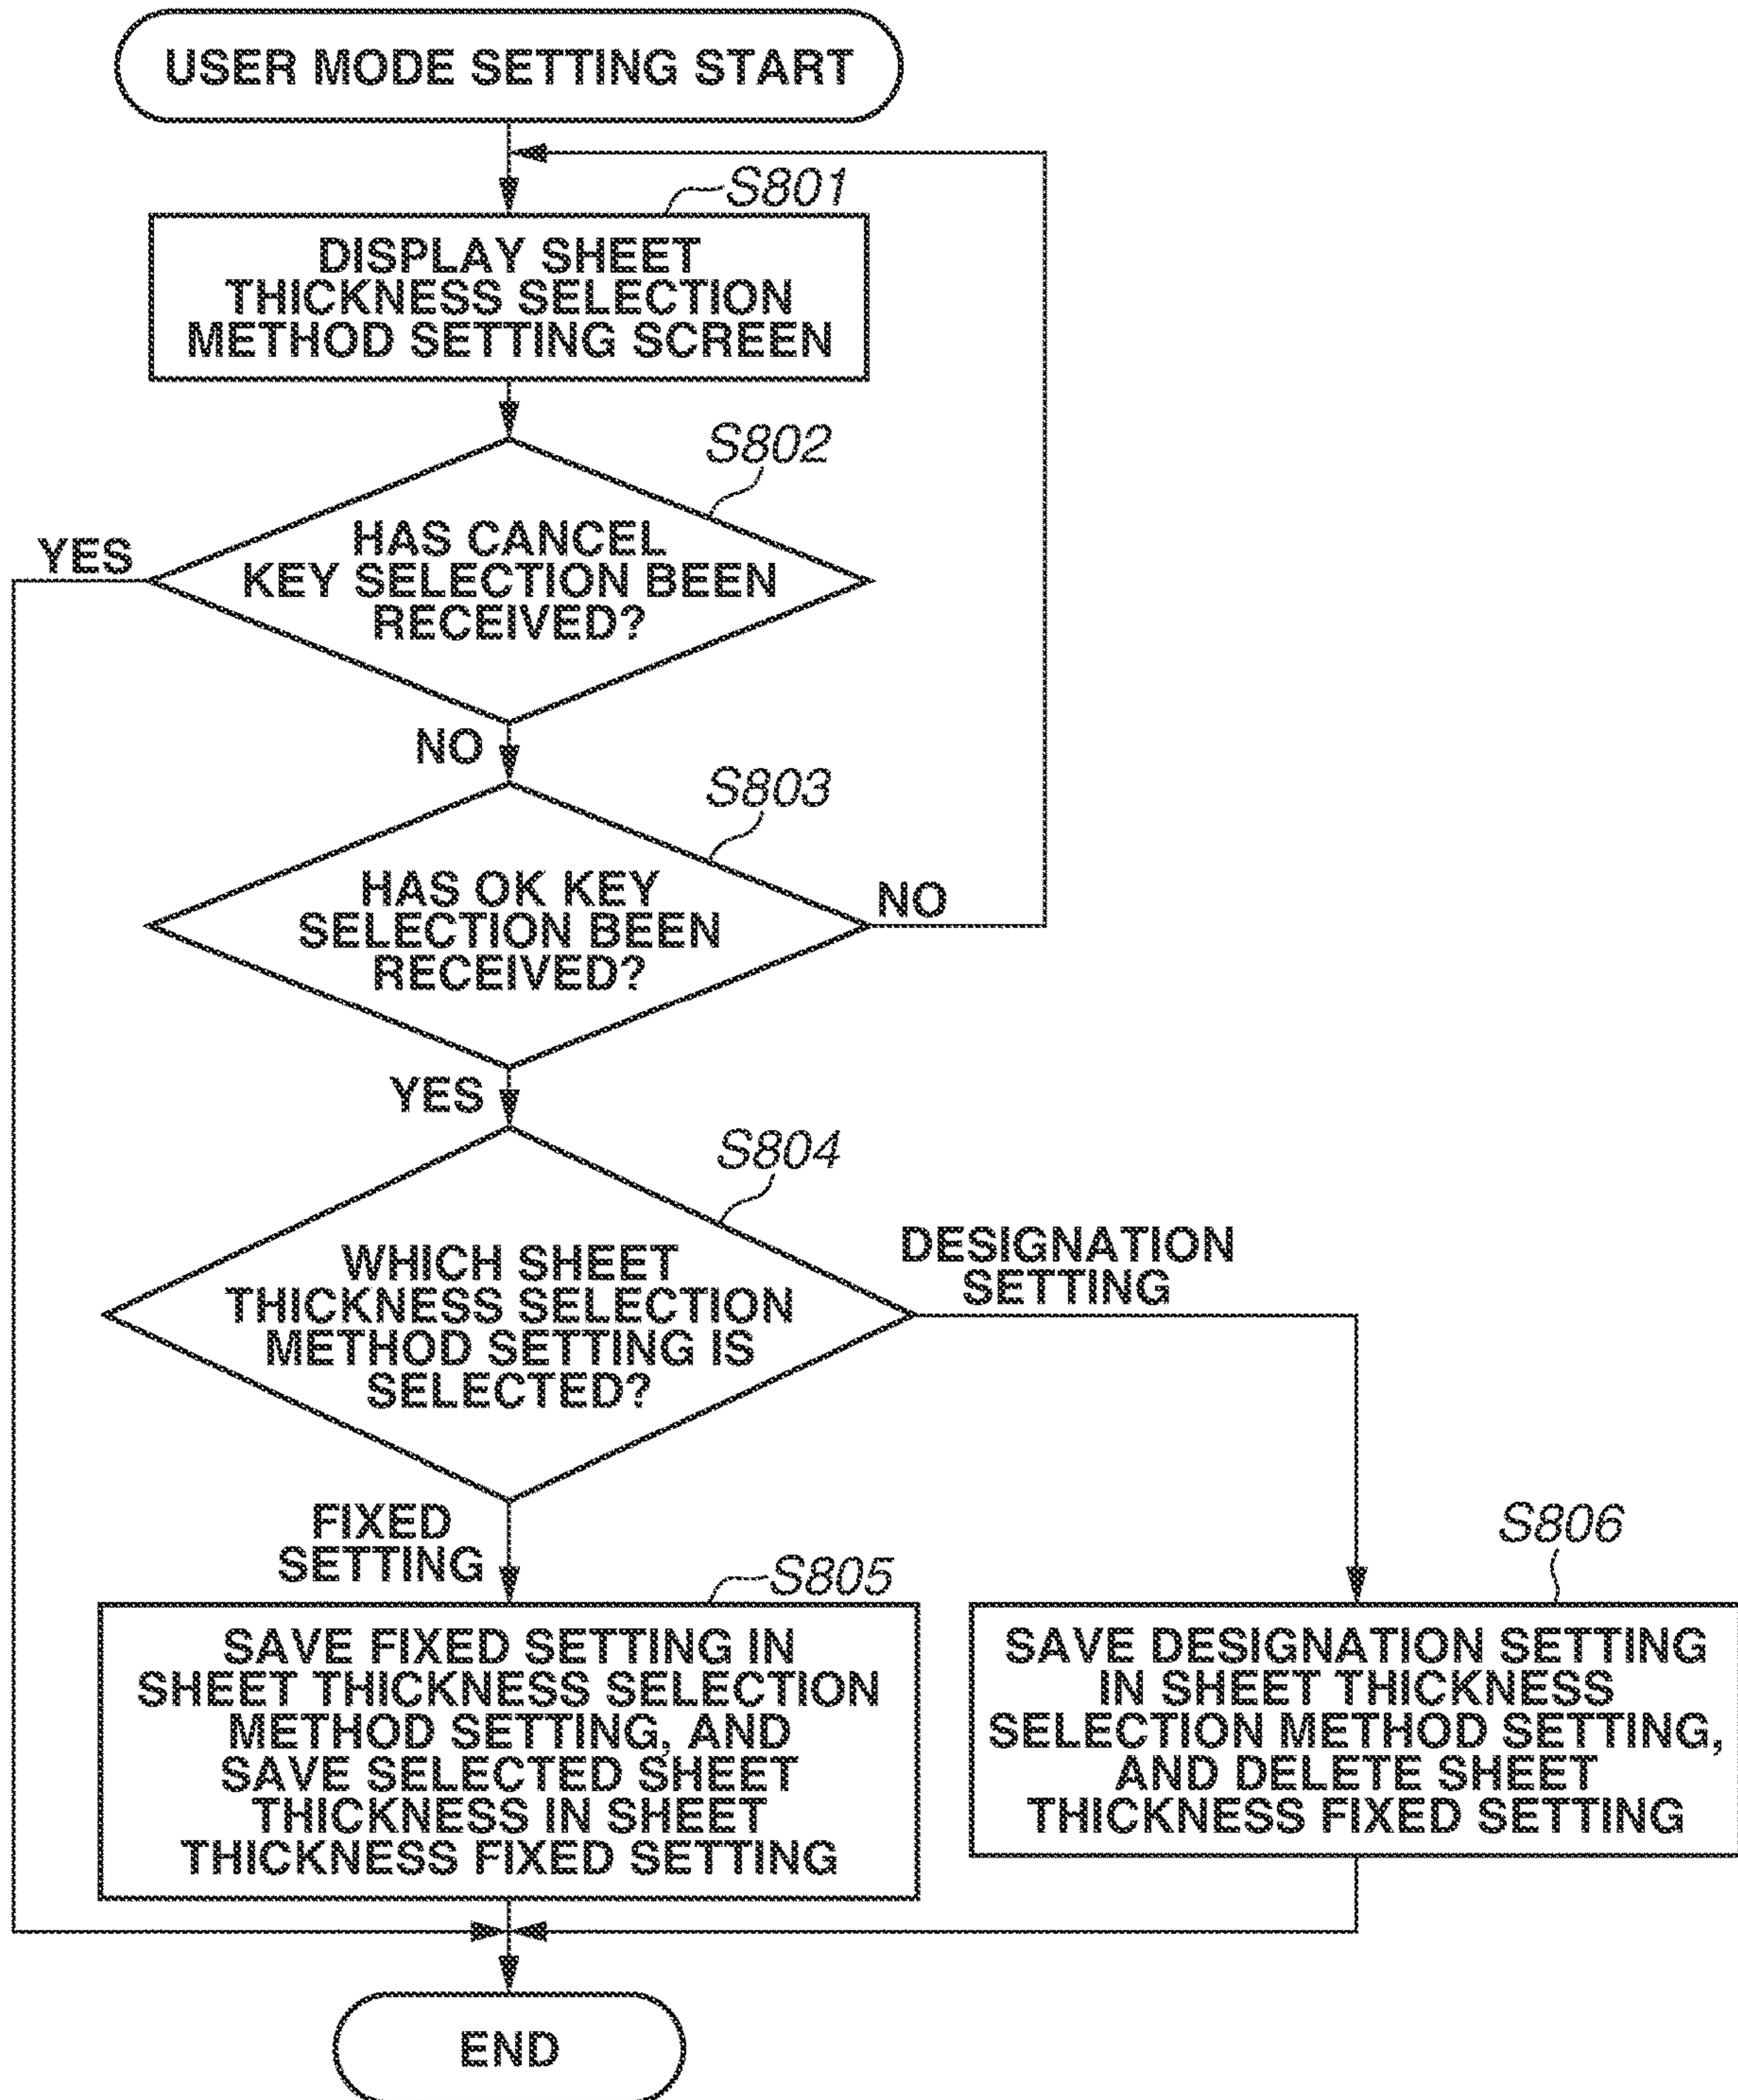 USER MODE SETTING START
S801
DISPLAY SHEET
THICKNESS SELECTION
METHOD SETTING SCREEN
S802
YES
HAS CANCEL
KEY SELECTION BEEN
RECEIVED?
NO
S803
HAS OK KEY
SELECTION BEEN
RECEIVED?
NO
YES
S804
WHICH SHEET
THICKNESS SELECTION
METHOD SETTING IS
SELECTED?
DESIGNATION
SETTING
FIXED
SETTING
S805
SAVE FIXED SETTING IN
SHEET THICKNESS SELECTION
METHOD SETTING, AND
SAVE SELECTED SHEET
THICKNESS IN SHEET
THICKNESS FIXED SETTING
S806
SAVE DESIGNATION SETTING
IN SHEET THICKNESS
SELECTION METHOD SETTING,
AND DELETE SHEET
THICKNESS FIXED SETTING
END